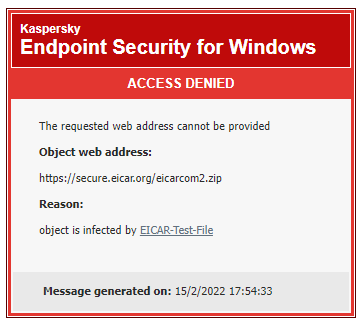 Kaspersky
Endpoint Security for Windows
ACCESS DENIED
The requested web address cannot be provided
Object web address:
https://secure.eicar.org/eicarcom2.zip
Reason:
object is infected by EICAR-Test-File
Message generated on: 15/2/2022 17:54:33